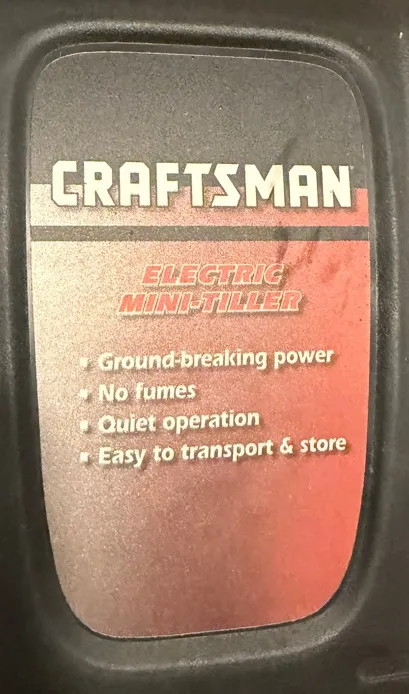 CRAFTSMAN
ELECTRIC
MINI-TILLER
▪ Ground-breaking power
▪ No fumes
▪ Quiet operation
▪ Easy to transport & store